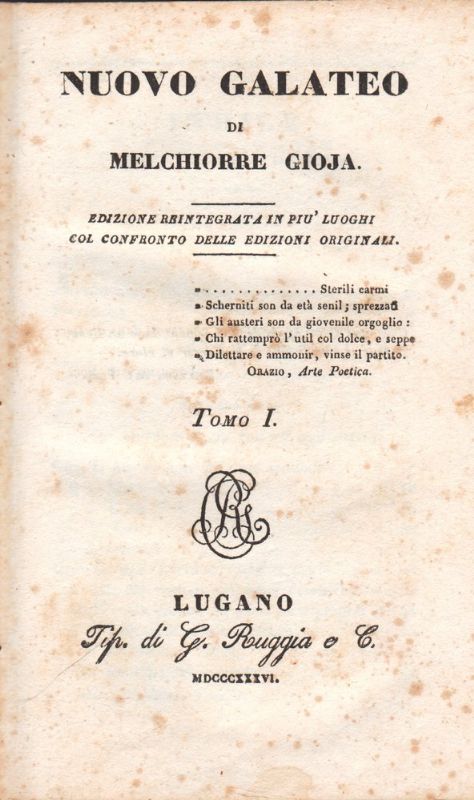 NUOVO GALATEO
DI
MELCHIORRE GIOJA.
EDIZIONE REINTEGRATA IN PIU' LUOGHI
COL CONFRONTO DELLE EDIZIONI ORIGINALI.
» . . . . . . . . . . . . . . Sterili carmi
» Scherniti son da età senil; sprezzati
» Gli austeri son da giovenile orgoglio:
» Chi rattemprò l'util col dolce, e seppe
» Dilettare e ammonir, vinse il partito.
ORAZIO, Arte Poetica.
TOMO I.
LUGANO
Tip. di G. Ruggia e C.
MDCCCXXXVI.